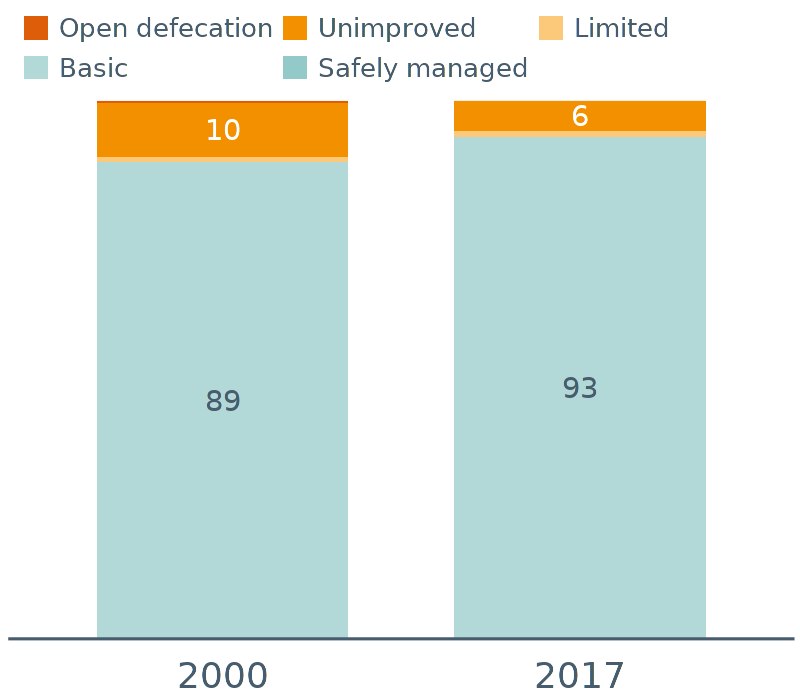 Open defecation Unimproved Limited
Basic Safely managed
10 6
89 93
2000 2017